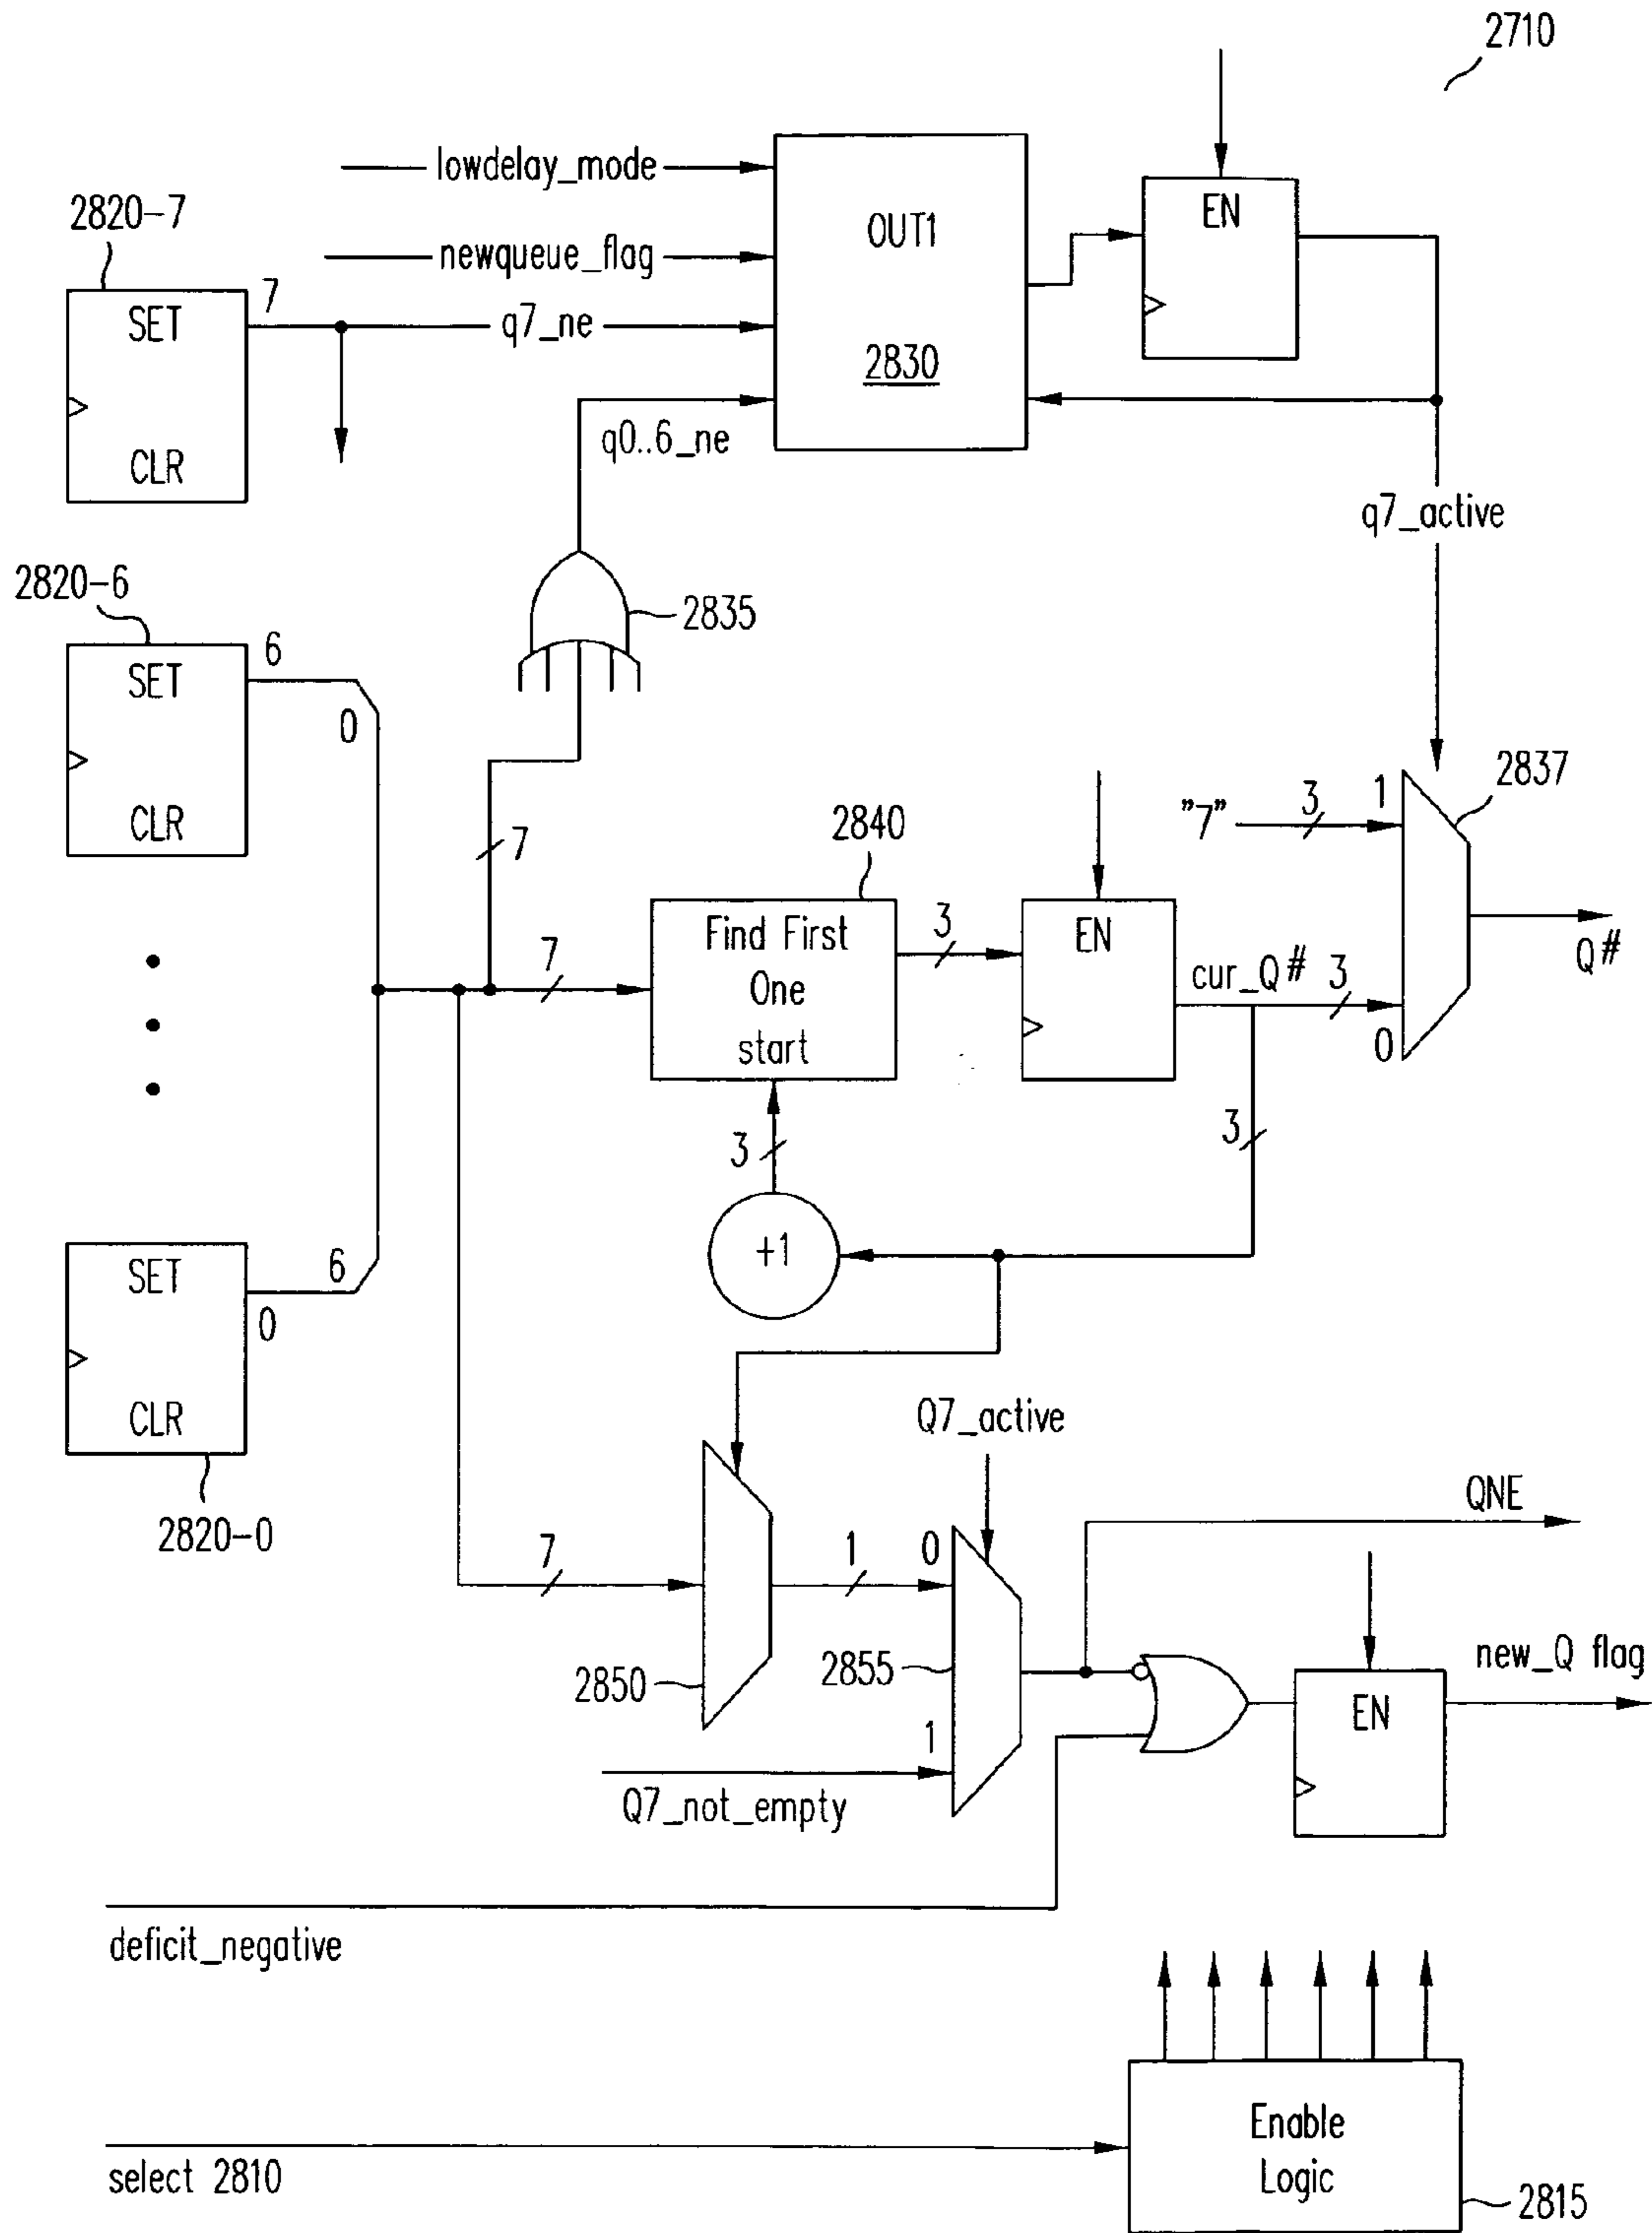 2710
lowdelay_mode
newqueue_flag
q7_ne
q0..6_ne
OUT1
2830
EN
2820-7
7
SET
CLR
q7_active
2820-6
6
0
SET
CLR
2835
7
2837
"7"
3
1
2840
7
Find First
One
start
3
EN
cur_Q#
3
0
Q#
3
3
+1
SET
CLR
6
0
2820-0
Q7_active
QNE
7
1
0
2850
2855
1
Q7_not_empty
new_Q flag
EN
deficit_negative
select 2810
Enable
Logic
2815